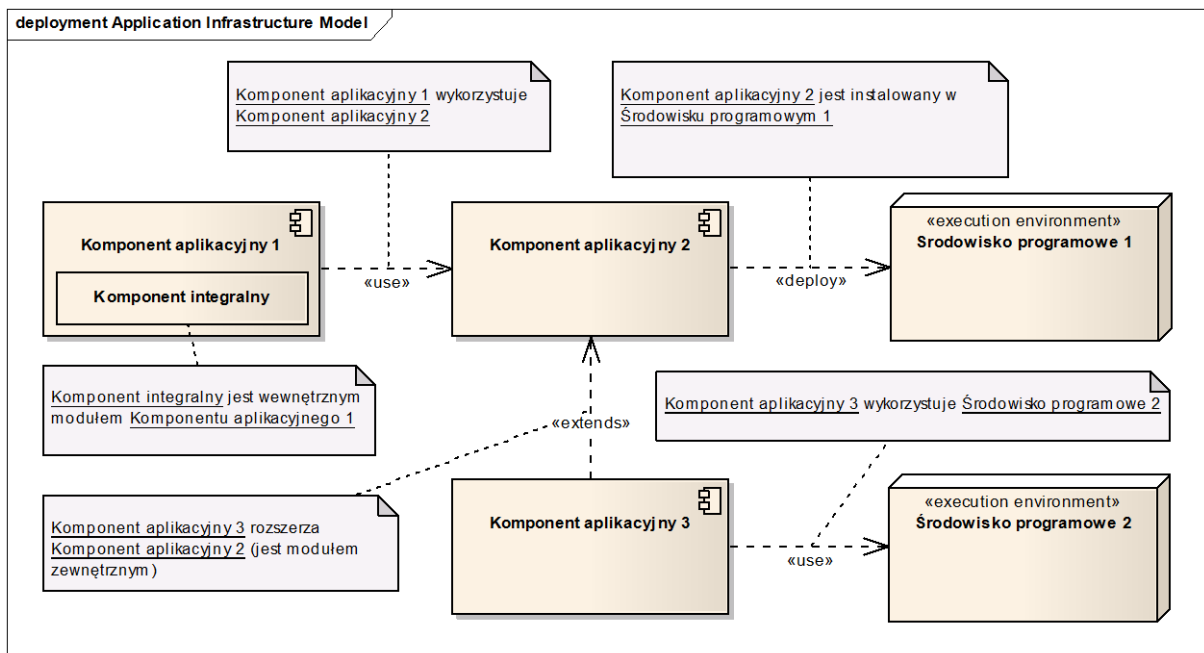 deployment Application Infrastructure Model
Komponent aplikacyjny 1 wykorzystuje
Komponent aplikacyjny 2
Komponent aplikacyjny 2 jest instalowany w
Środowisku programowym 1
Komponent aplikacyjny 1
Komponent integralny
«use»
Komponent aplikacyjny 2
«deploy»
«execution environment»
Srodowisko programowe 1
Komponent integralny jest wewnętrznym
modułem Komponentu aplikacyjnego 1
«extends»
Komponent aplikacyjny 3 wykorzystuje Środowisko programowe 2
Komponent aplikacyjny 3 rozszerza
Komponent aplikacyjny 2 (jest modułem
zewnętrznym)
Komponent aplikacyjny 3
«use»
«execution environment»
Środowisko programowe 2